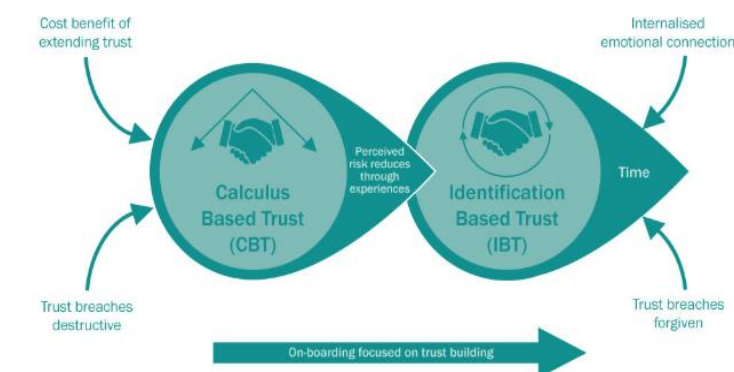 Cost benefit of
extending trust
Internalised
emotional connection
Perceived
risk reduces
through
experiences
Calculus
Based Trust
(CBT)
Identification
Based Trust
(IBT)
Time
Trust breaches
destructive
Trust breaches
forgiven
On-boarding focused on trust building